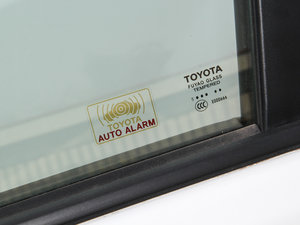 TOYOTA
AUTO ALARM
TOYOTA
FUYAO GLASS
TEMPERED
CCC